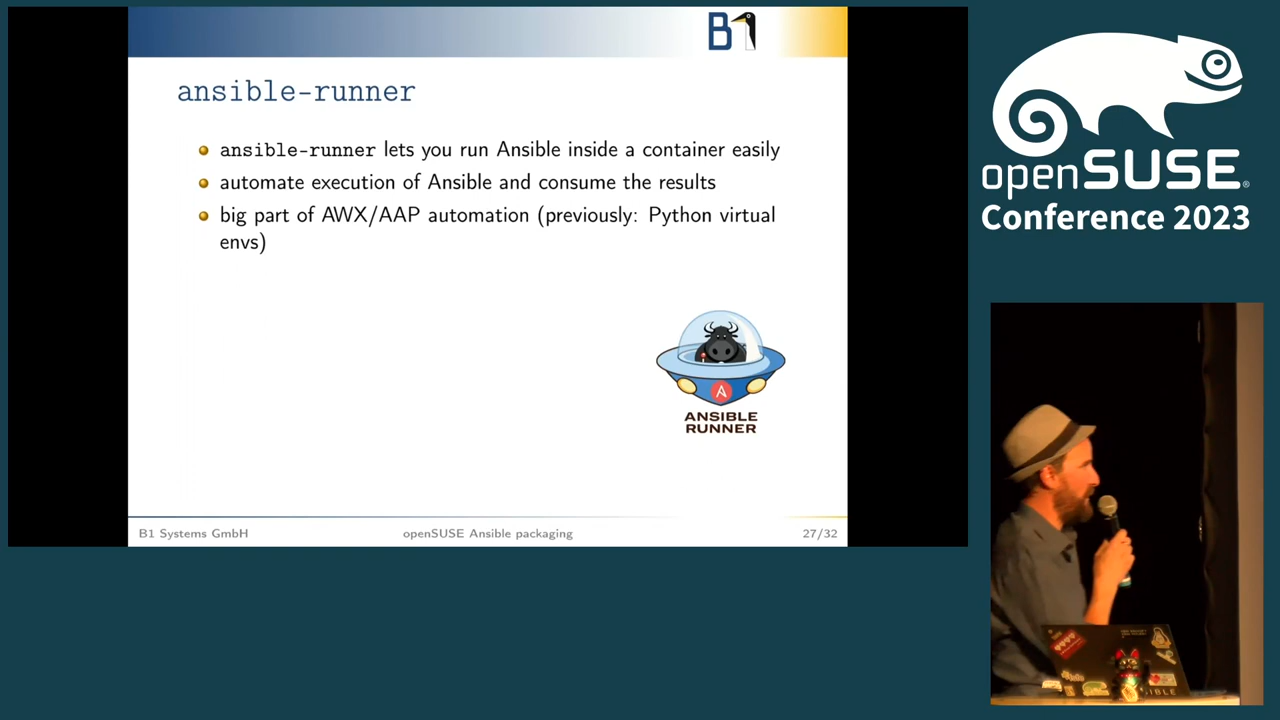 B1
ansible-runner
ansible-runner lets you run Ansible inside a container easily
automate execution of Ansible and consume the results
big part of AWX/AAP automation (previously: Python virtual
envs)
A
ANSIBLE
RUNNER
B1 Systems GmbH
openSUSE Ansible packaging
27/32
openSUSE®
Conference 2023